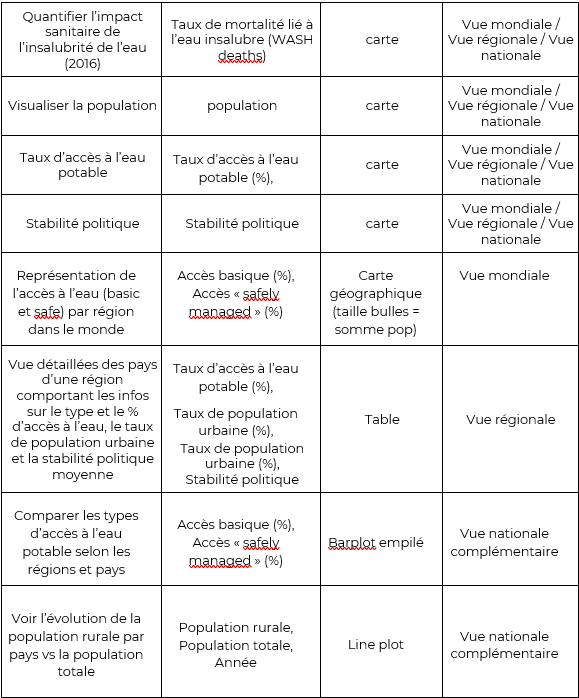 Quantifier l'impact
sanitaire de
l'insalubrité de l'eau
(2016)
Taux de mortalité lié à
l'eau insalubre (WASH
deaths)
carte
Vue mondiale /
Vue régionale / Vue
nationale
Visualiser la population
population
carte
Vue mondiale /
Vue régionale / Vue
nationale
Taux d'accès à l'eau
potable
Taux d'accès à l'eau
potable (%),
carte
Vue mondiale /
Vue régionale / Vue
nationale
Stabilité politique
Stabilité politique
carte
Vue mondiale /
Vue régionale / Vue
nationale
Représentation de
l'accès à l'eau (basic
et safe) par région
dans le monde
Accès basique (%),
Accès « safely
managed » (%)
Carte
géographique
(taille bulles =
somme pop)
Vue mondiale
Vue détaillées des pays
d'une région
comportant les infos
sur le type et le %
d'accès à l'eau, le taux
de population urbaine
et la stabilité politique
moyenne
Taux d'accès à l'eau
potable (%),
Taux de population
urbaine (%),
Taux de population
urbaine (%),
Stabilité politique
Table
Vue régionale
Comparer les types
d'accès à l'eau
potable selon les
régions et pays
Accès basique (%),
Accès « safely
managed » (%)
Barplot empilé
Vue nationale
complémentaire
Voir l'évolution de la
population rurale par
pays vs la population
totale
Population rurale,
Population totale,
Année
Line plot
Vue nationale
complémentaire